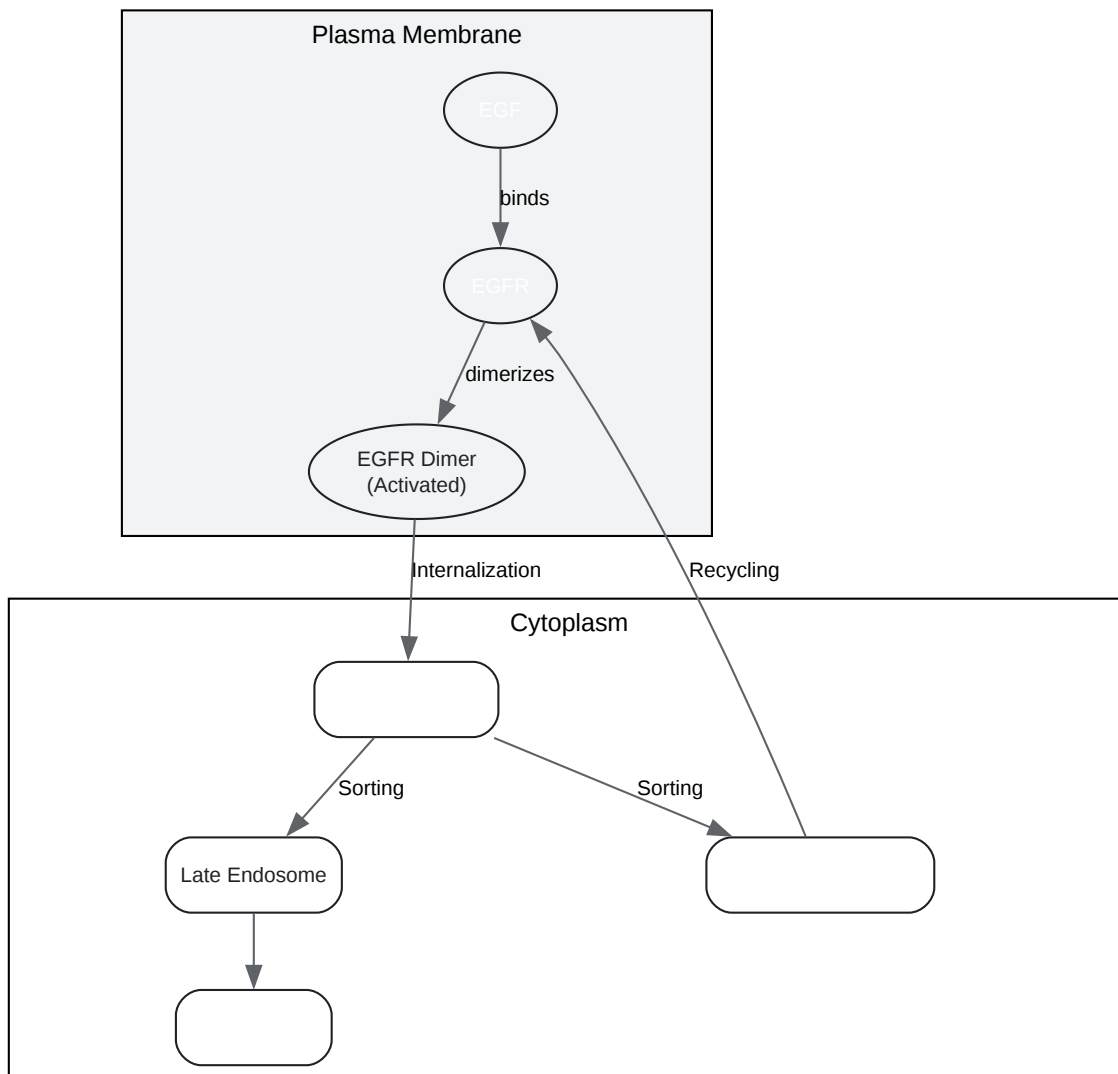 Plasma Membrane
EGF
binds
EGFR
dimerizes
EGFR Dimer
(Activated)
Internalization
Recycling
Cytoplasm
Sorting
Sorting
Late Endosome